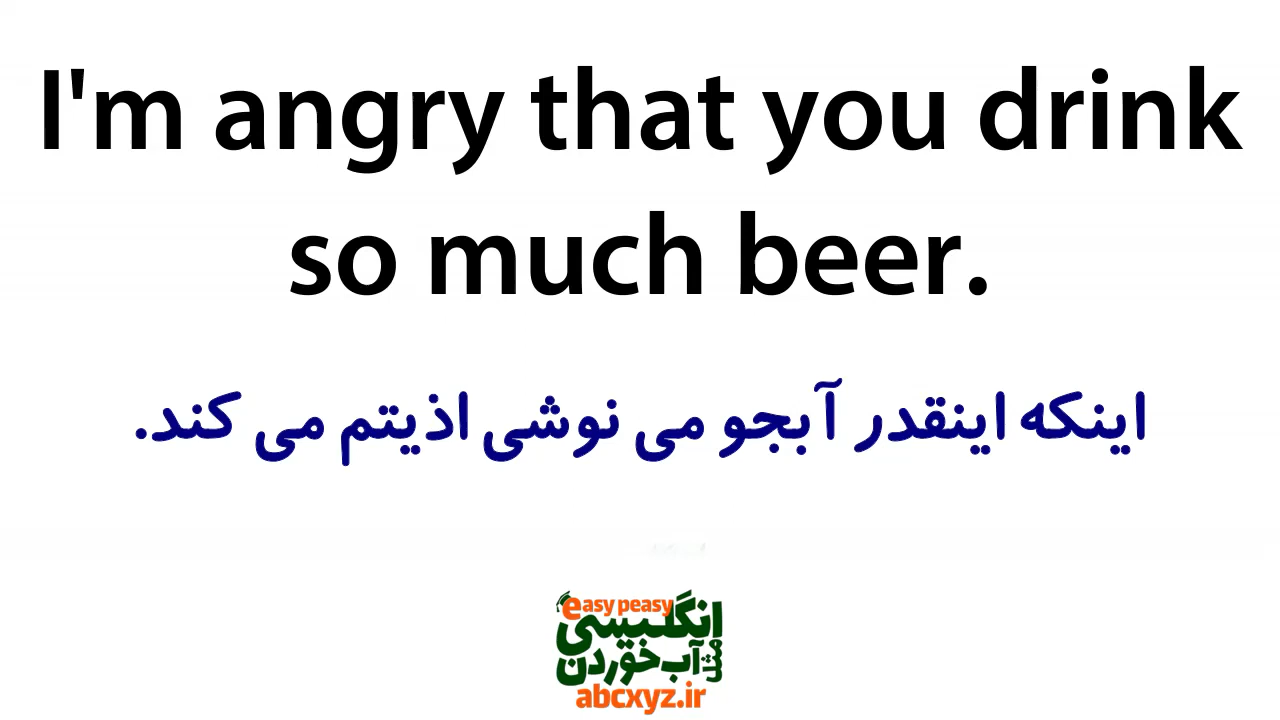 I'm angry that you drink
so much beer.
اینکه اینقدر آبجو می نوشی اذیتم می کند.
easy peasy
انگلیسی
مثل آب خوردن
abcxyz.ir